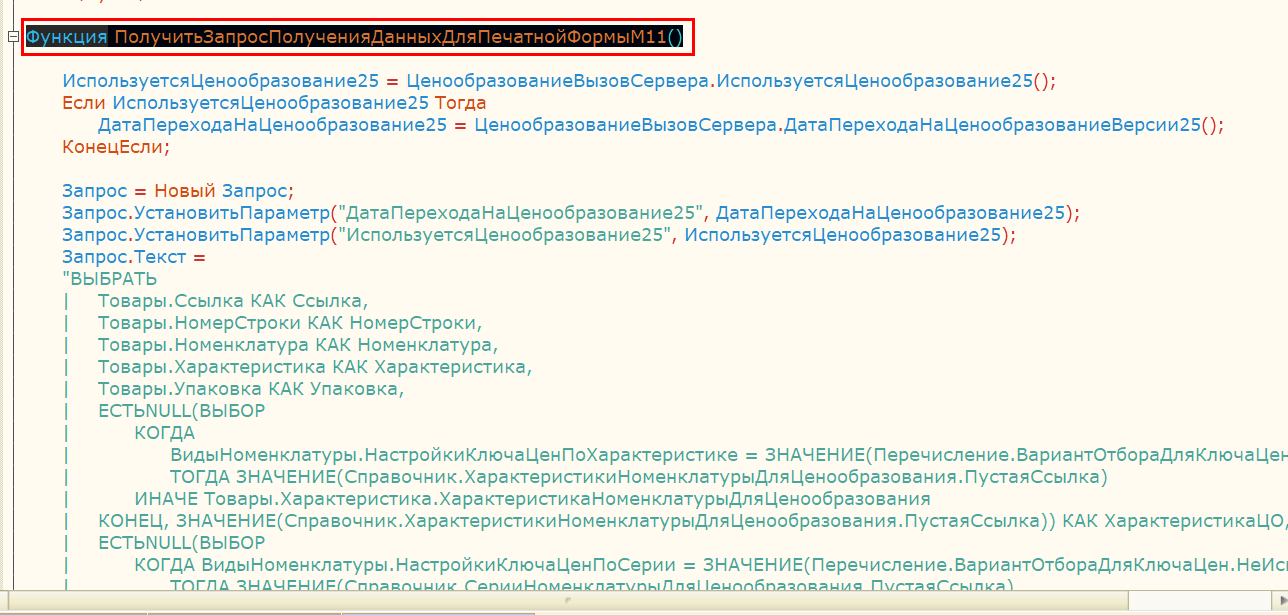 Функция ПолучитьЗапросПолученияДанныхДляПечатнойФормыМ11()
ИспользуетсяЦенообразование25 = ЦенообразованиеВызовСервера.ИспользуетсяЦенообразование25();
Если ИспользуетсяЦенообразование25 Тогда
ДатаПереходаНаЦенообразование25 = ЦенообразованиеВызовСервера.ДатаПереходаНаЦенообразованиеВерсии25();
КонецЕсли;
Запрос = Новый Запрос;
Запрос.УстановитьПараметр("ДатаПереходаНаЦенообразование25", ДатаПереходаНаЦенообразование25);
Запрос.УстановитьПараметр("ИспользуетсяЦенообразование25", ИспользуетсяЦенообразование25);
Запрос.Текст =
"ВЫБРАТЬ
| Товары.Ссылка КАК Ссылка,
| Товары.НомерСтроки КАК НомерСтроки,
| Товары.Номенклатура КАК Номенклатура,
| Товары.Характеристика КАК Характеристика,
| Товары.Упаковка КАК Упаковка,
| ЕСТЬNULL(ВЫБОР
| КОГДА
| ВидыНоменклатуры.НастройкиКлючаЦенПоХарактеристике = ЗНАЧЕНИЕ(Перечисление.ВариантОтбораДляКлючаЦен
| ТОГДА ЗНАЧЕНИЕ(Справочник.ХарактеристикиНоменклатурыДляЦенообразования.ПустаяСсылка)
| ИНАЧЕ Товары.Характеристика.ХарактеристикаНоменклатурыДляЦенообразования
| КОНЕЦ, ЗНАЧЕНИЕ(Справочник.ХарактеристикиНоменклатурыДляЦенообразования.ПустаяСсылка)) КАК ХарактеристикаЦО,
| ЕСТЬNULL(ВЫБОР
| КОГДА ВидыНоменклатуры.НастройкиКлючаЦенПоСерии = ЗНАЧЕНИЕ(Перечисление.ВариантОтбораДляКлючаЦен.НеИс
| ТОГДА ЗНАЧЕНИЕ(Справочник.СерииНоменклатурыДляЦенообразования.ПустаяСсылка)